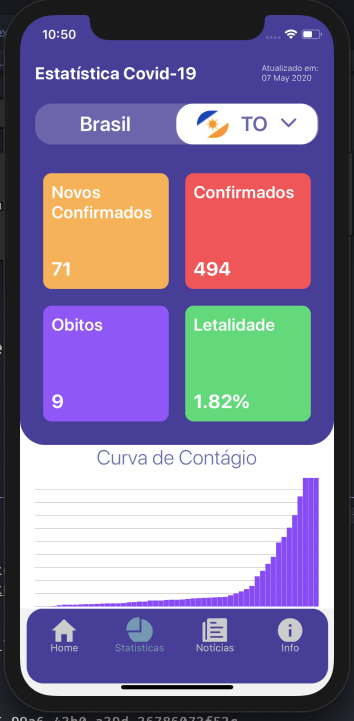 10:50
Estatística Covid-19
Atualizado em:
07 May 2020
Brasil
TO
Novos
Confirmados
71
Confirmados
494
Obitos
9
Letalidade
1.82%
Curva de Contágio
Home
Statisticas
Notícias
Info